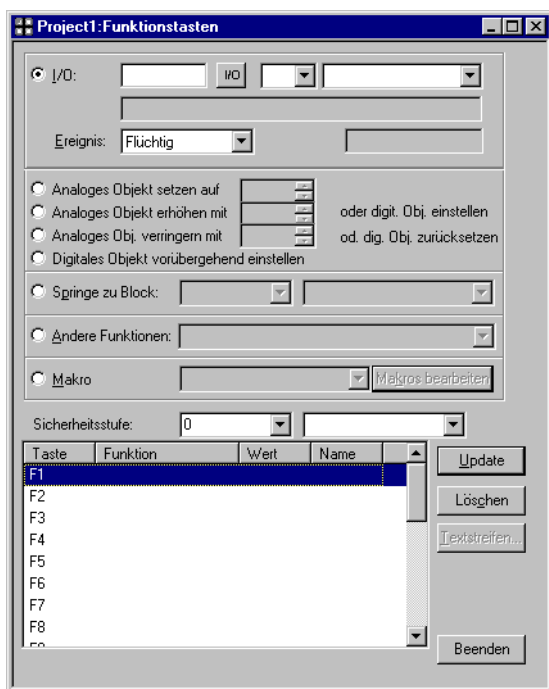 Project1:Funktionstasten
I/O: I/O
Ereignis: Flüchtig
Analoges Objekt setzen auf
Analoges Objekt erhöhen mit oder digit. Obj. einstellen
Analoges Obj. verringern mit od. dig. Obj. zurücksetzen
Digitales Objekt vorübergehend einstellen
Springe zu Block:
Andere Funktionen:
Makro Makros bearbeiten
Sicherheitsstufe: 0
Taste Funktion Wert Name
Update
F1
F2
Löschen
F3
F4
Textstreifen...
F5
F6
F7
F8
Beenden